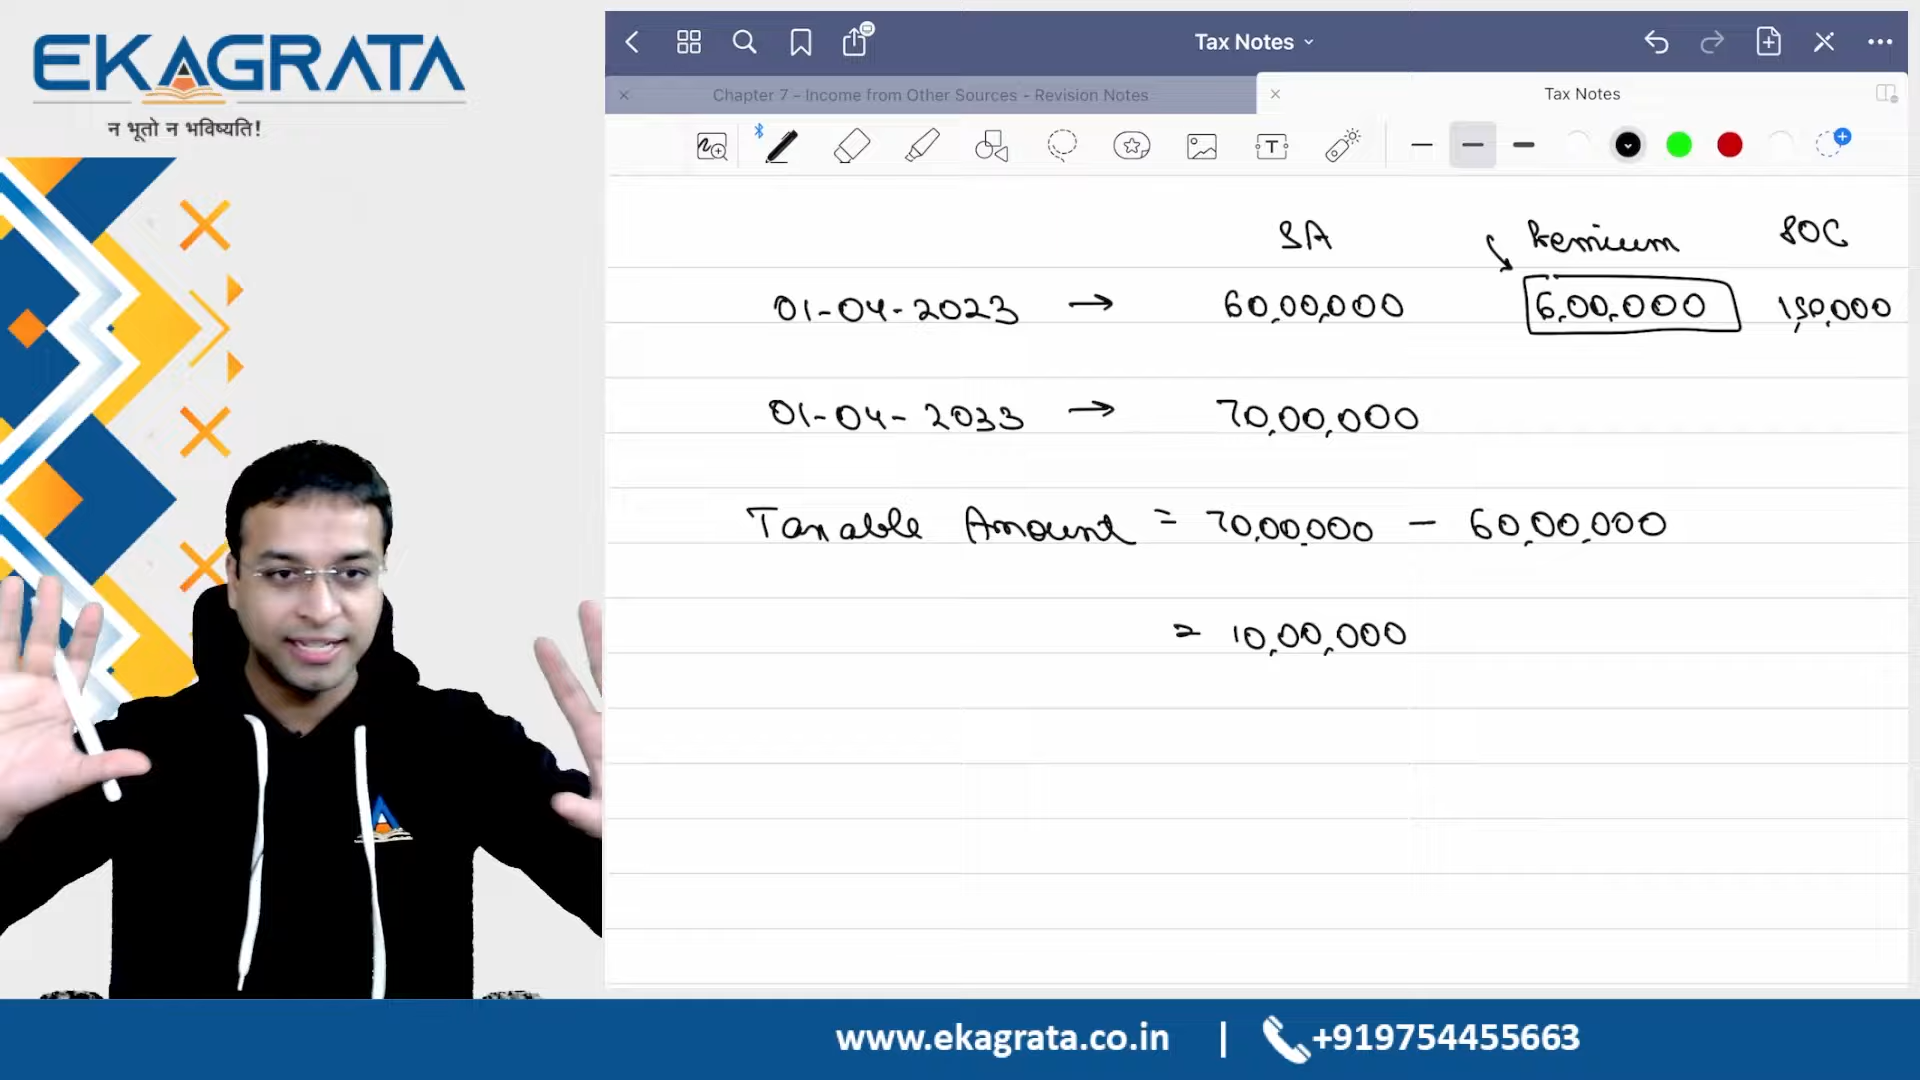 EKAGRATA
न भूतो न भविष्यति!
Tax Notes
Chapter 7 - Income from Other Sources - Revision Notes
Tax Notes
SA Premium 80C
01-04-2023 → 60,00,000 6,00,000 1,50,000
01-04-2033 → 70,00,000
Taxable Amount = 70,00,000 - 60,00,000
= 10,00,000
www.ekagrata.co.in | +919754455663